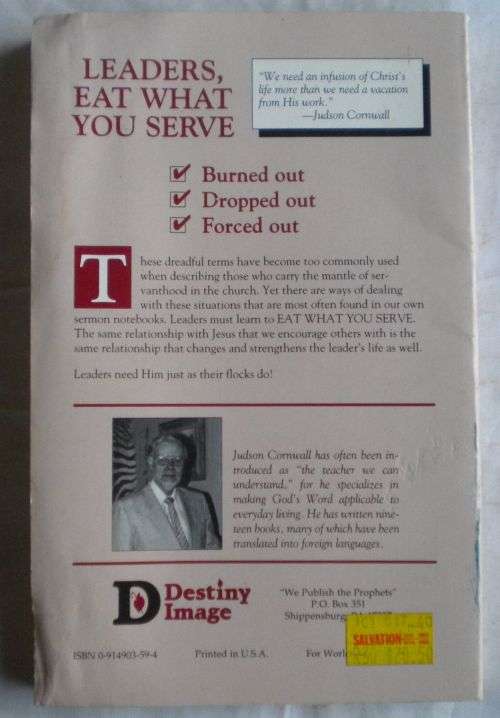 LEADERS,
EAT WHAT
YOU SERVE
"We need an infusion of Christ's
life more than we need a vacation
from His work."
—Judson Cornwall
Burned out
Dropped out
Forced out
These dreadful terms have become too commonly used
when describing those who carry the mantle of ser-
vanthood in the church. Yet there are ways of dealing
with these situations that are most often found in our own
sermon notebooks. Leaders must learn to EAT WHAT YOU SERVE.
The same relationship with Jesus that we encourage others with is the
same relationship that changes and strengthens the leader's life as well.
Leaders need Him just as their flocks do!
Judson Cornwall has often been in-
troduced as "the teacher we can
understand," for he specializes in
making God's Word applicable to
everyday living. He has written nine-
teen books, many of which have been
translated into foreign languages.
D Destiny
Image
"We Publish the Prophets"
P.O. Box 351
Shippensburg,
SALVATION
ISBN 0-914903-59-4 Printed in U.S.A. For